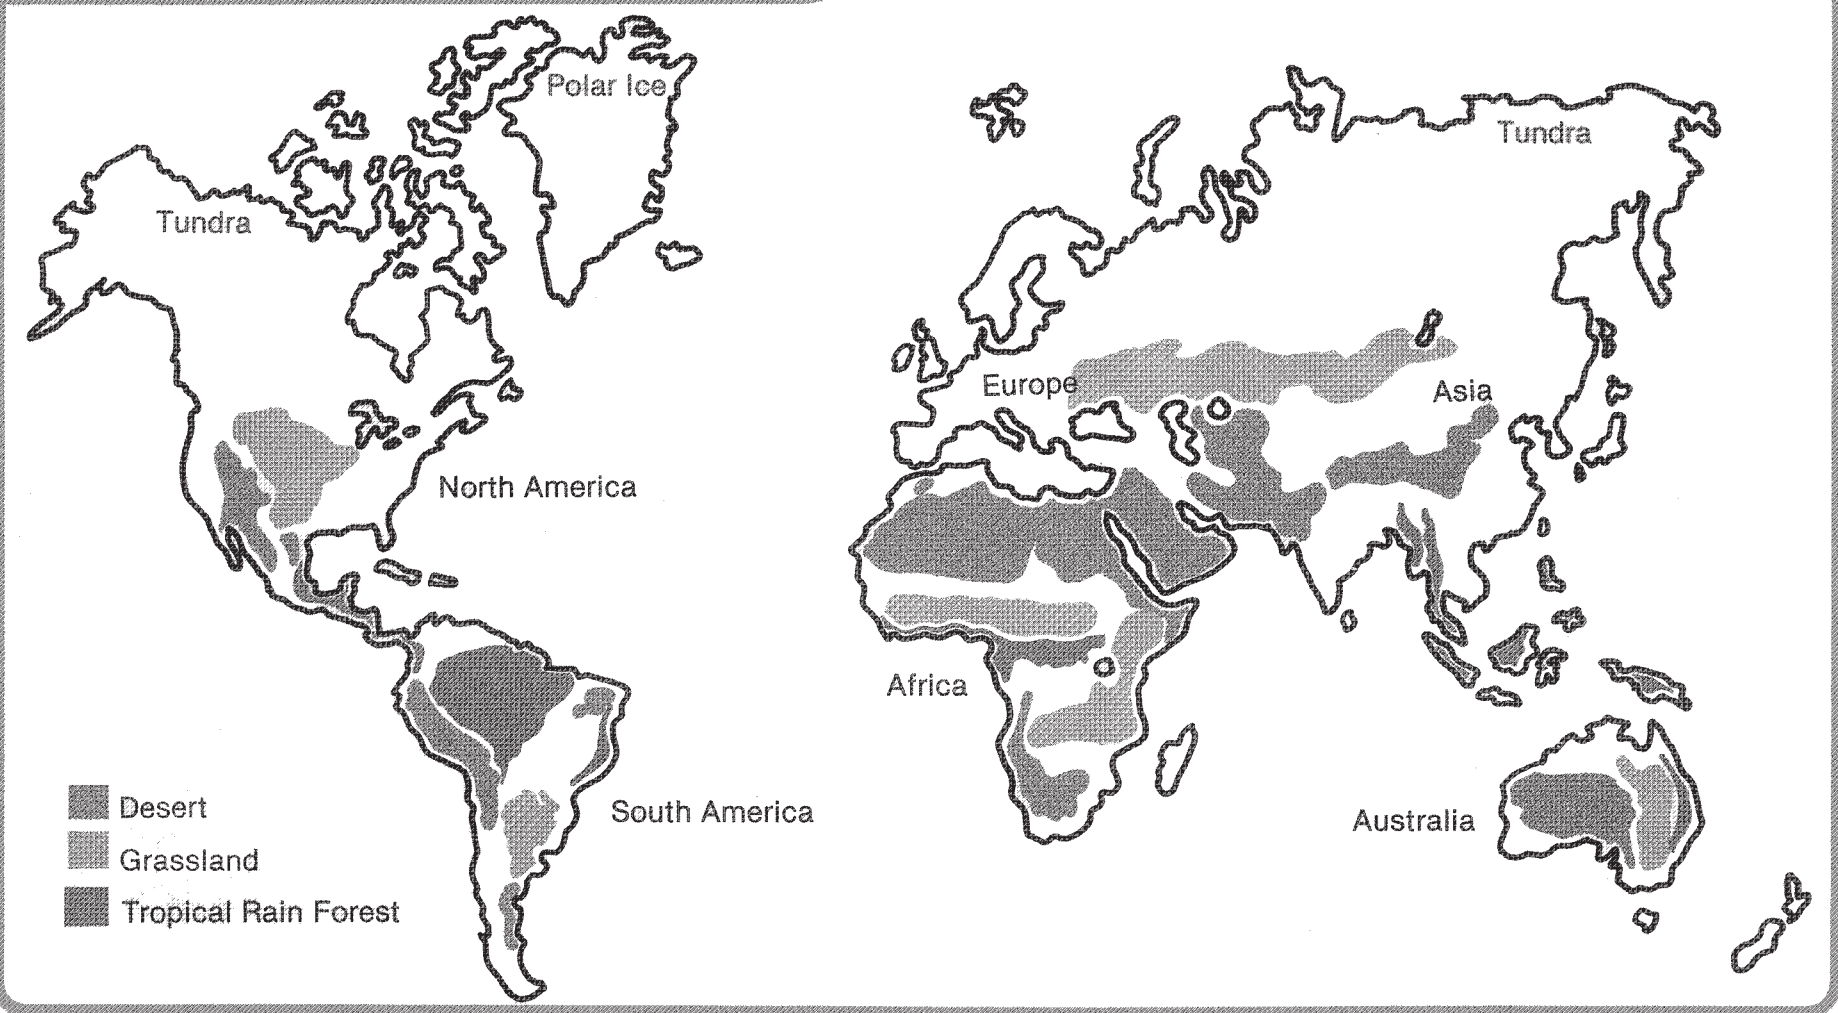 Polar Ice
Tundra
Tundra
Europe
Asia
North America
Africa
South America
Australia
Desert
Grassland
Tropical Rain Forest